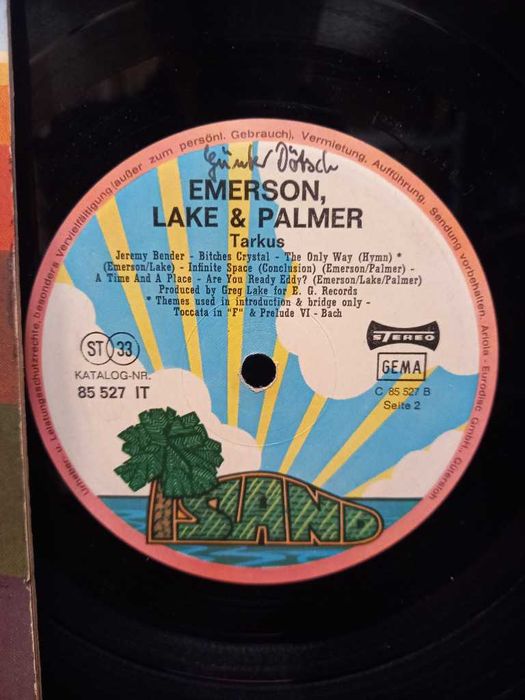 Urheber- u. Leistungsschutzrechte, besonders Vervielfältigung (außer zum persönl. Gebrauch), Vermietung, Aufführung, Sendung vorbehalten. Ariola - Eurodisc GmbH, Gütersloh
Günter Dötsch
EMERSON,
LAKE & PALMER
Tarkus
Jeremy Bender - Bitches Crystal - The Only Way (Hymn) *
(Emerson/Lake) - Infinite Space (Conclusion) (Emerson/Palmer) -
A Time And A Place - Are You Ready Eddy? (Emerson/Lake/Palmer)
Produced by Greg Lake for E. G. Records
* Themes used in introduction & bridge only -
Toccata in "F" & Prelude VI - Bach
ST 33
STEREO
KATALOG-NR.
85 527 IT
GEMA
C 85 527 B
Seite 2
ISLAND